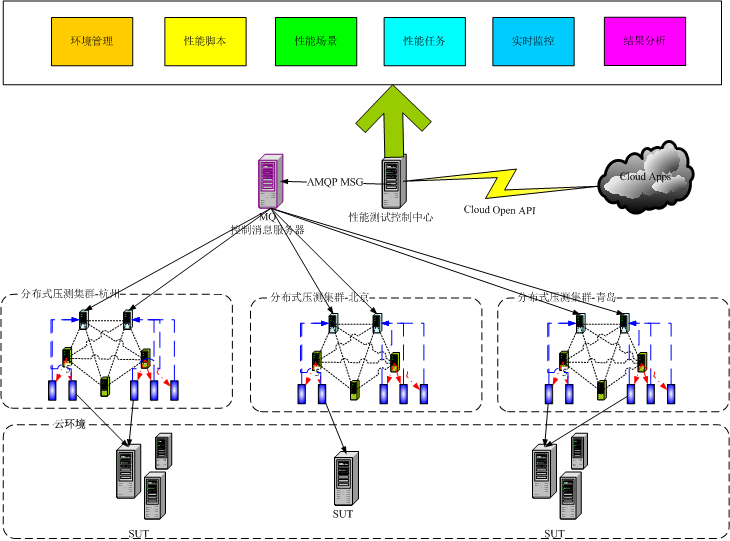 环境管理
性能脚本
性能场景
性能任务
实时监控
结果分析
AMQP MSG
Cloud Apps
Cloud Open API
MQ
控制消息服务器
性能测试控制中心
分布式压测集群-杭州
分布式压测集群-北京
分布式压测集群-青岛
云环境
SUT
SUT
SUT